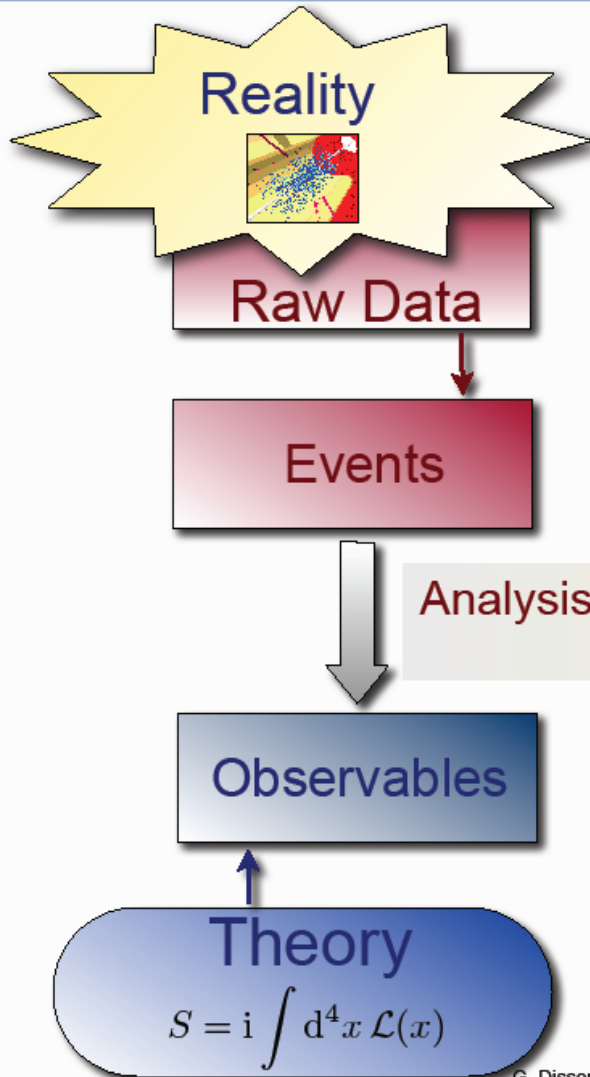 Reality
Raw Data
Events
Analysis
Observables
Theory
S = i ∫ d⁴x ℒ(x)